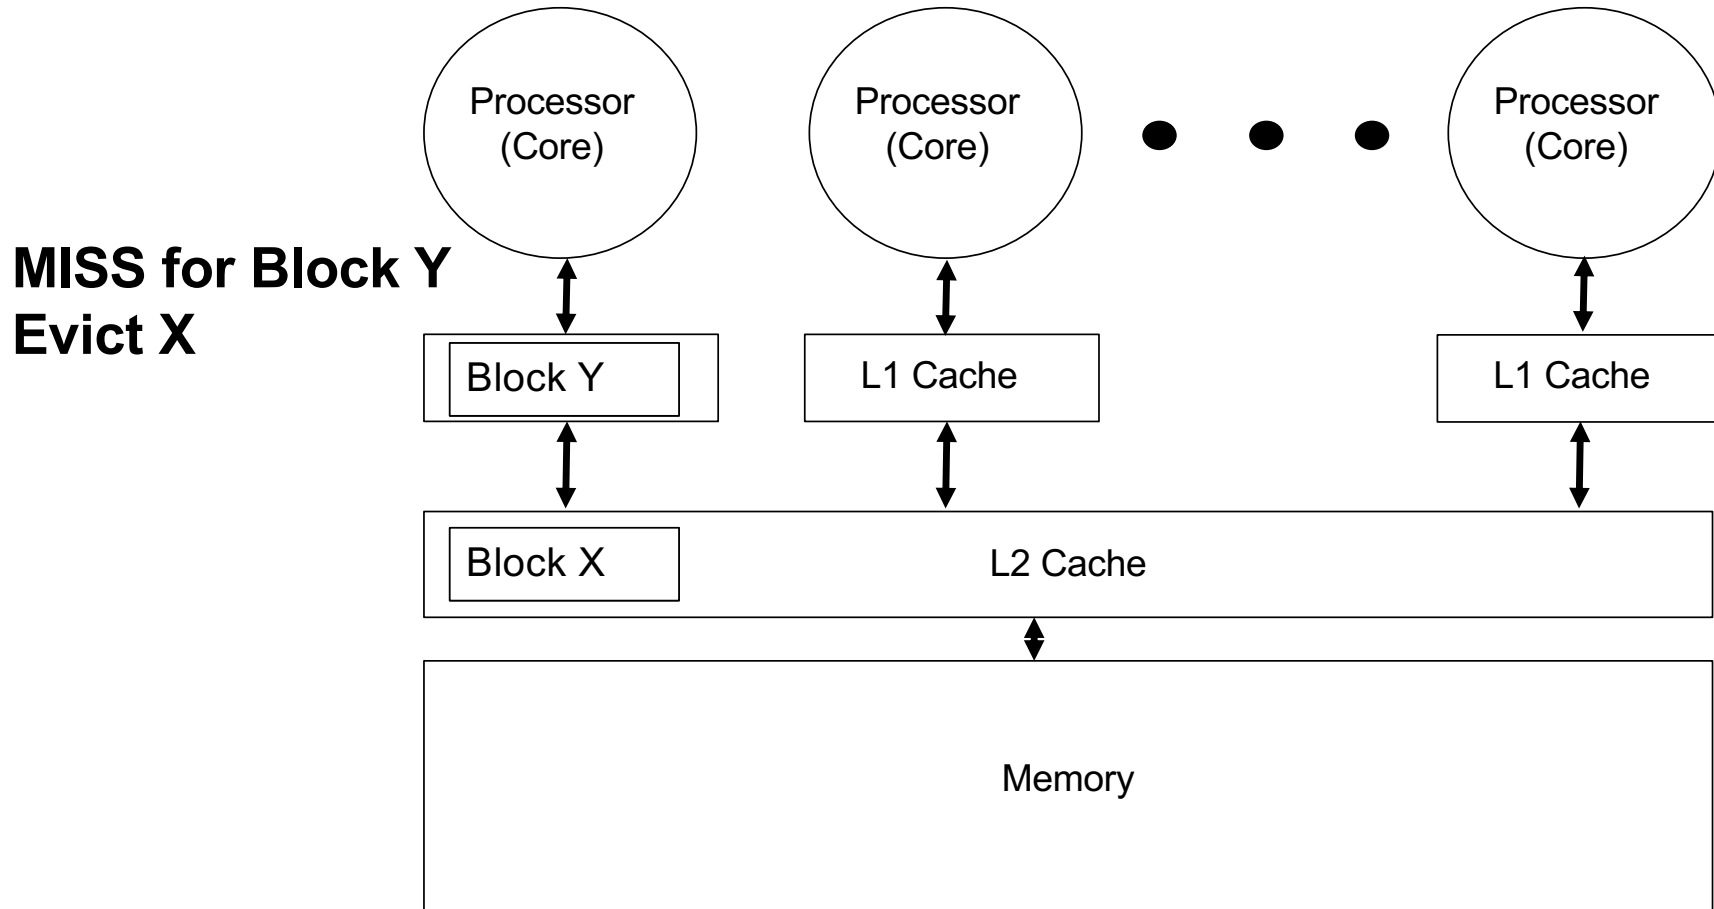 Processor
(Core)
Processor
(Core)
Processor
(Core)
MISS for Block Y
Evict X
Block Y
L1 Cache
L1 Cache
Block X
L2 Cache
Memory